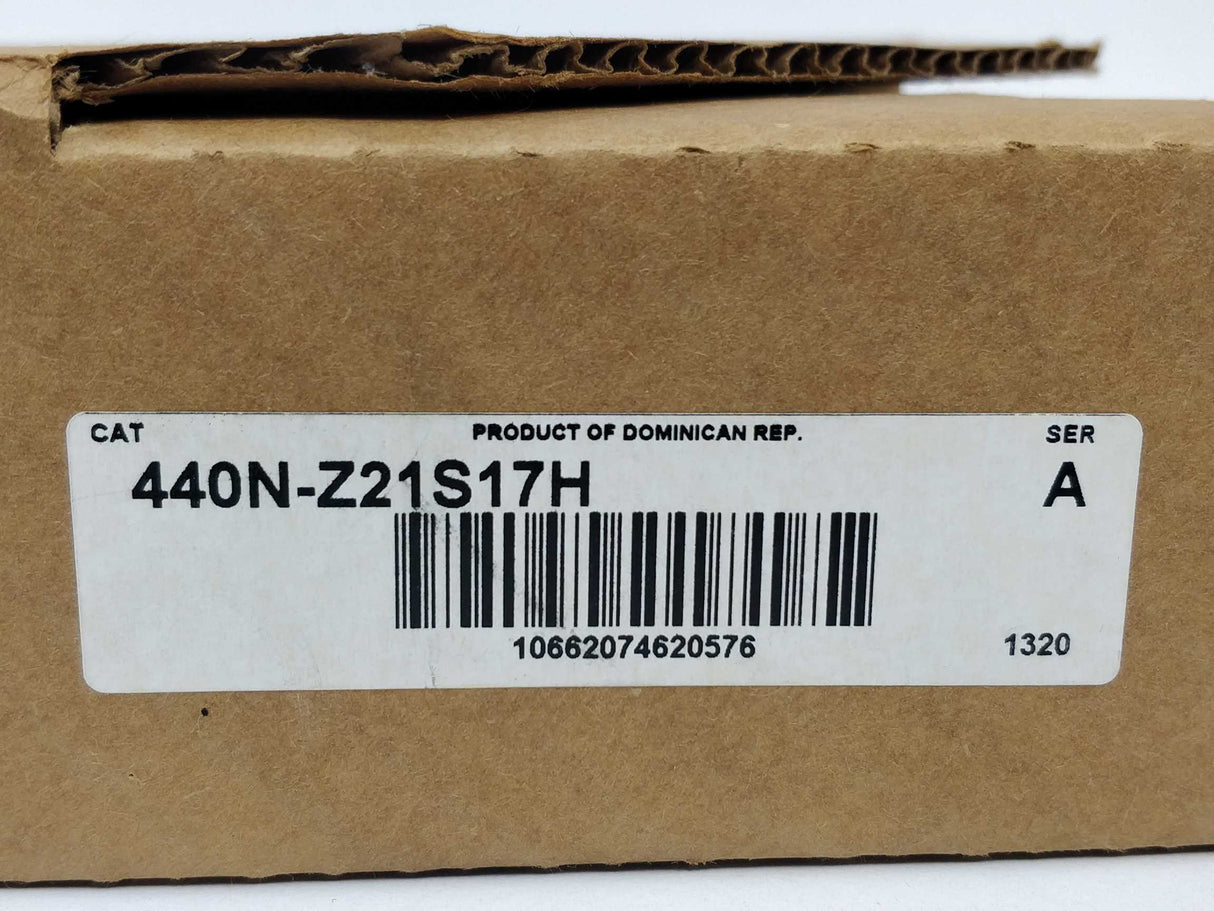 CAT PRODUCT OF DOMINICAN REP. SER
440N-Z21S17H A
10662074620576 1320